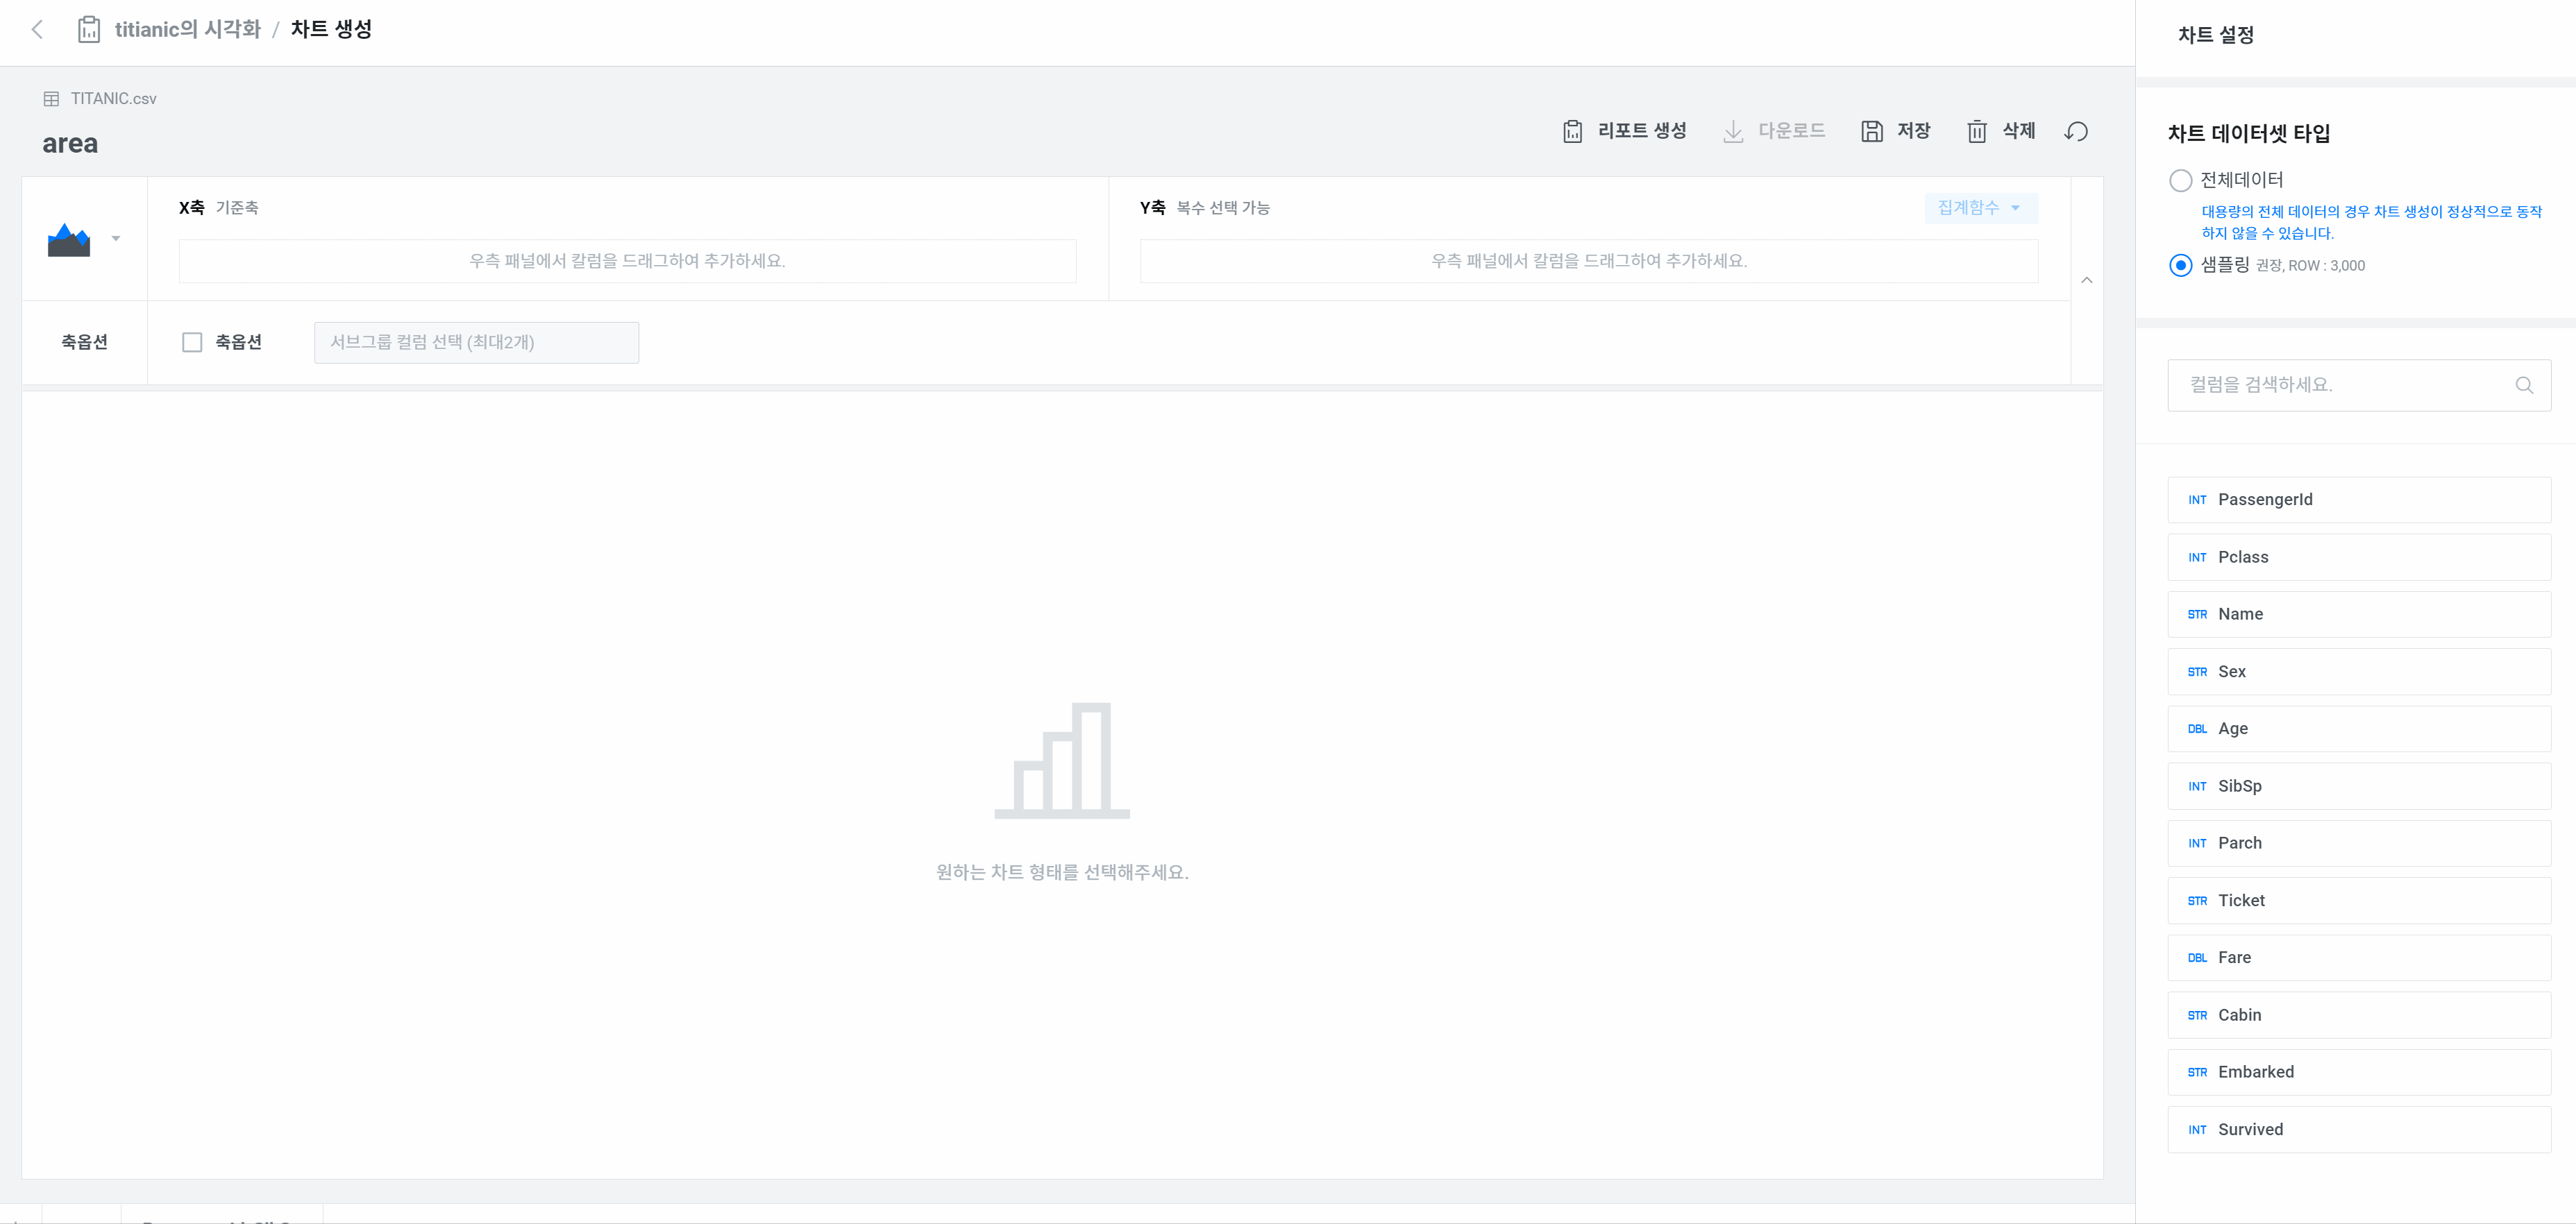 titianic의 시각화 / 차트 생성
차트 설정
TITANIC.csv
area
리포트 생성
다운로드
저장
삭제
X축 기준축
Y축 복수 선택 가능
집계함수
우측 패널에서 칼럼을 드래그하여 추가하세요.
우측 패널에서 칼럼을 드래그하여 추가하세요.
축옵션
축옵션
서브그룹 컬럼 선택 (최대2개)
원하는 차트 형태를 선택해주세요.
차트 데이터셋 타입
전체데이터
대용량의 전체 데이터의 경우 차트 생성이 정상적으로 동작
하지 않을 수 있습니다.
샘플링 권장, ROW : 3,000
컬럼을 검색하세요.
INT PassengerId
INT Pclass
STR Name
STR Sex
DBL Age
INT SibSp
INT Parch
STR Ticket
DBL Fare
STR Cabin
STR Embarked
INT Survived